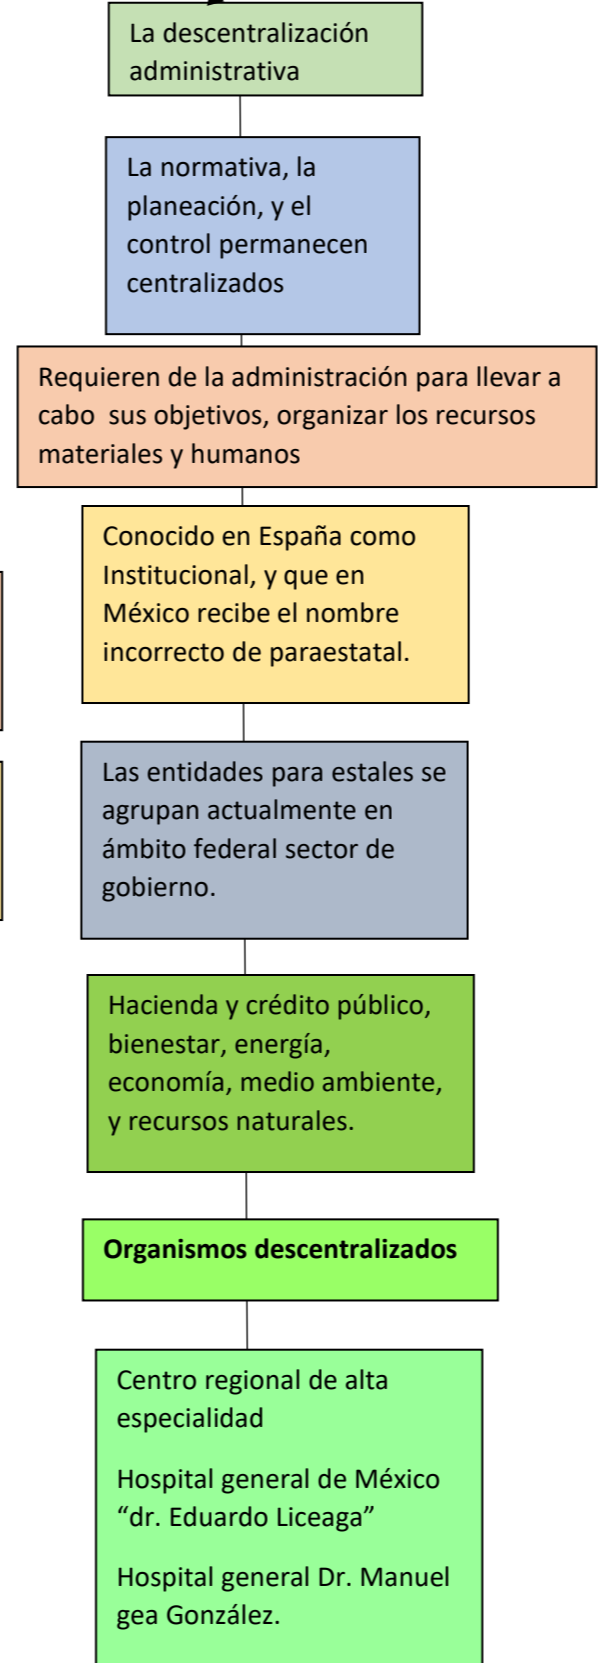 La descentralización
administrativa
La normativa, la
planeación, y el
control permanecen
centralizados
Requieren de la administración para llevar a
cabo  sus objetivos, organizar los recursos
materiales y humanos
Conocido en España como
Institucional, y que en
México recibe el nombre
incorrecto de paraestatal.
Las entidades para estales se
agrupan actualmente en
ámbito federal sector de
gobierno.
Hacienda y crédito público,
bienestar, energía,
economía, medio ambiente,
y recursos naturales.
Organismos descentralizados
Centro regional de alta
especialidad
Hospital general de México
“dr. Eduardo Liceaga”
Hospital general Dr. Manuel
gea González.